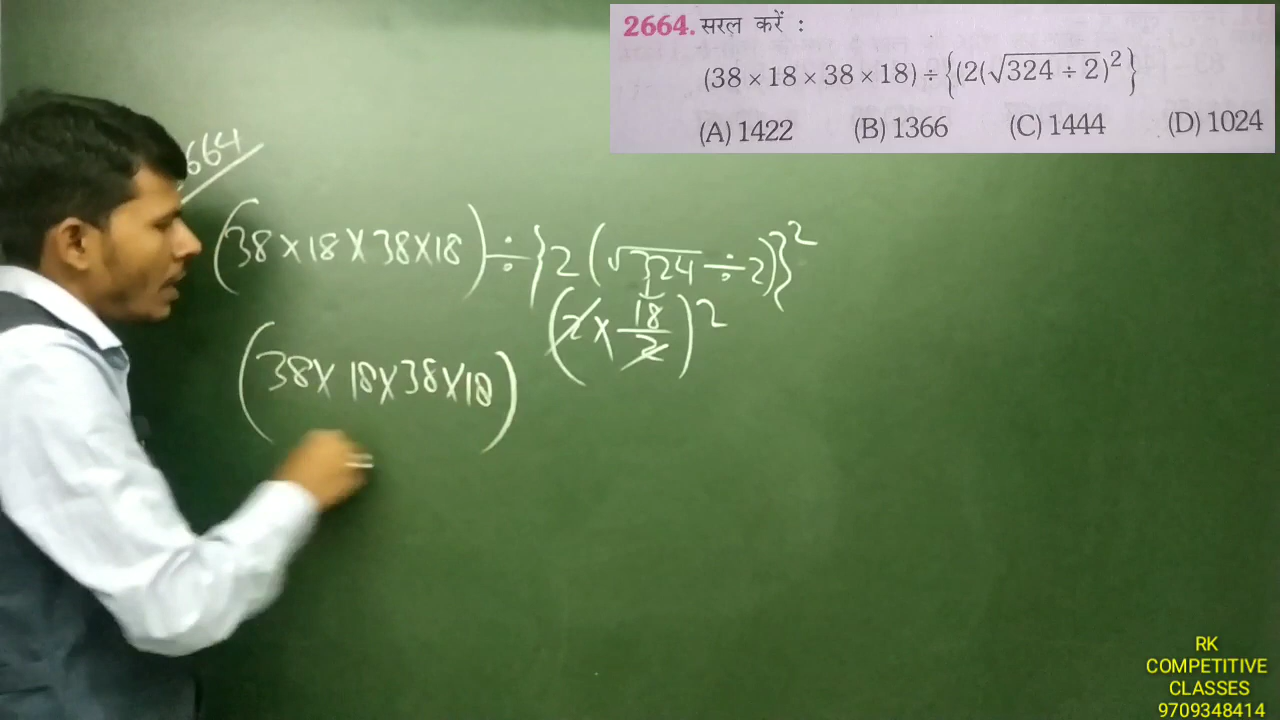 2664. सरल करें :
(38 × 18 × 38 × 18) ÷ {(2(√324 ÷ 2)²}
(A) 1422 (B) 1366 (C) 1444 (D) 1024
664
(38×18×38×18) ÷ {2(√324 ÷ 2)}²
(2 × 18/2)²
(38×18×38×18)
=
RK
COMPETITIVE
CLASSES
9709348414